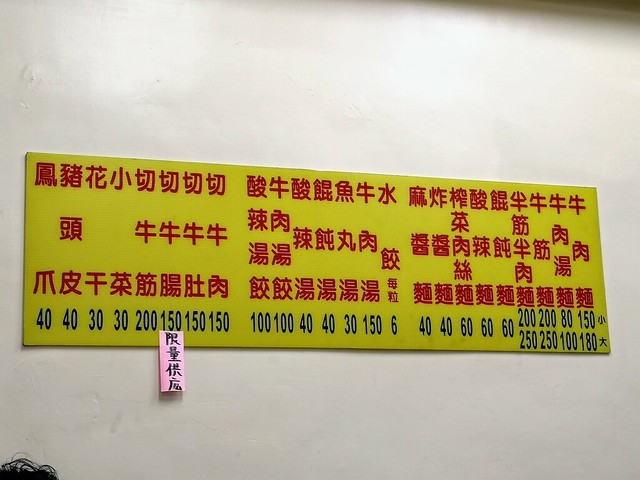 小 大
牛肉麵 150 180
牛肉湯麵 80 100
牛筋麵 200 250
半筋半肉麵 200 250
餛飩麵 60
酸辣麵 60
榨菜肉絲麵 60
炸醬麵 40
麻醬麵 40
水餃 每粒 6
牛肉湯 150
魚丸湯 30
餛飩湯 40
酸辣湯 40
牛肉湯餃 100
酸辣湯餃 100
切牛肉 150
切牛肚 150
切牛腸 150
切牛筋 200
小菜 30
花干 30
豬頭皮 40
鳳爪 40
限量供应